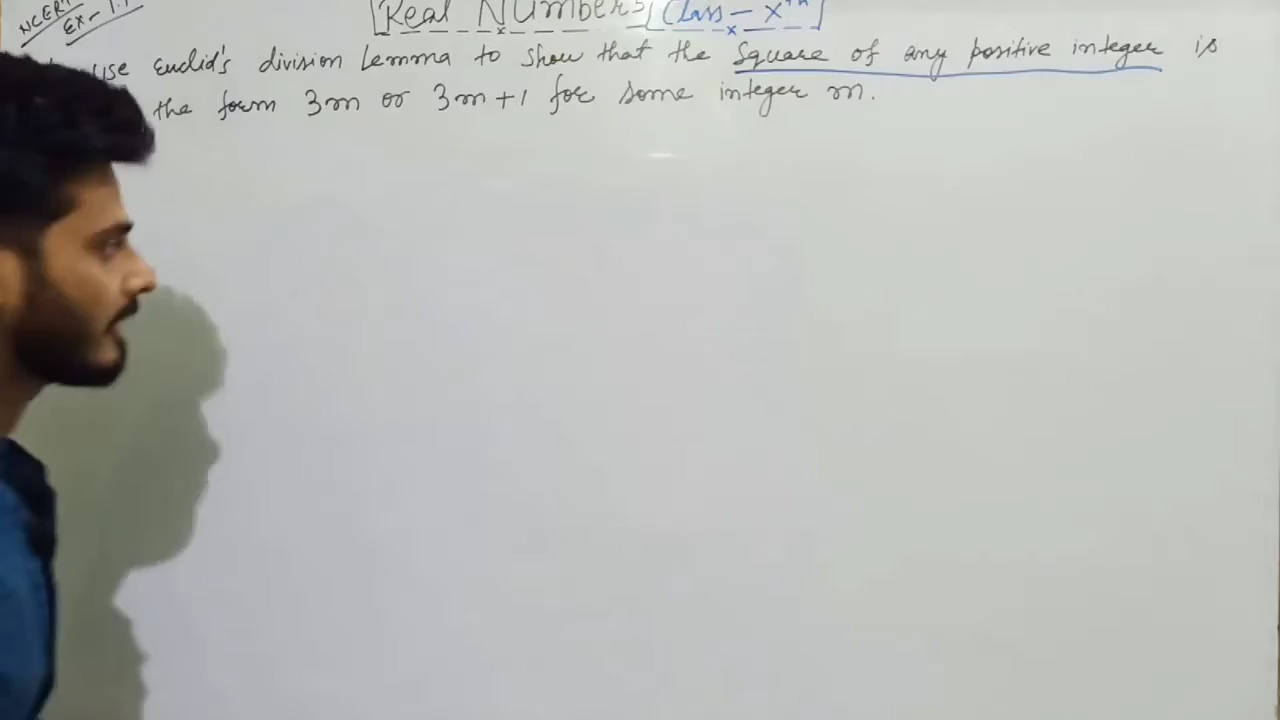 NCERT
Ex - 1.1
Real Numbers [Class - Xth]
use Euclid's division Lemma to show that the Square of any positive integer is
the form 3m or 3m+1 for some integer m.